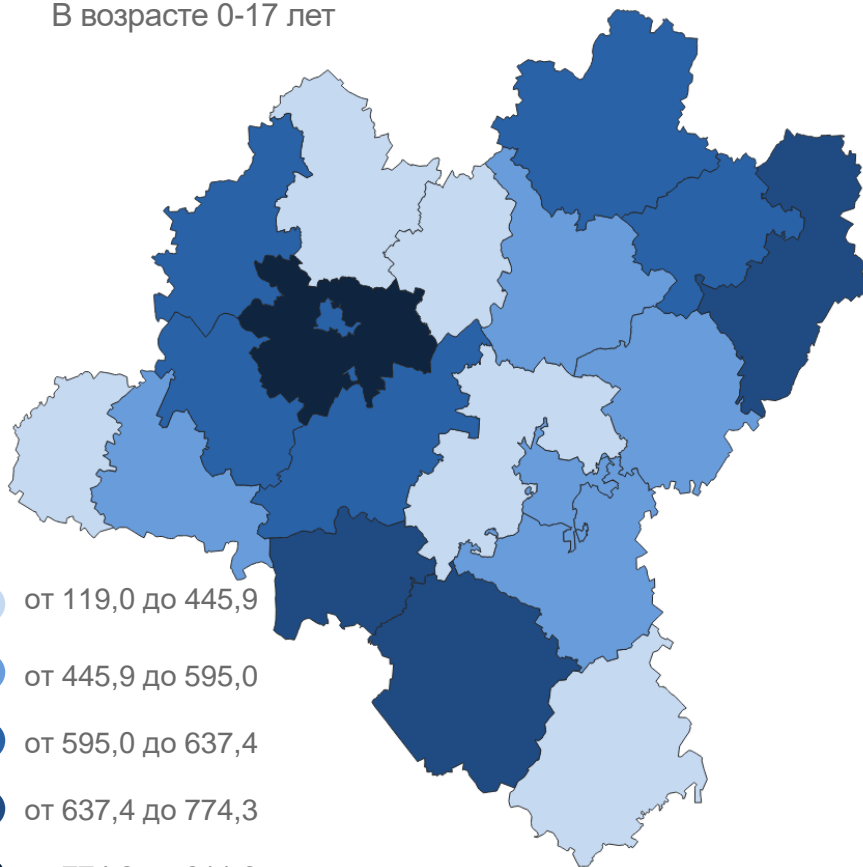 В возрасте 0-17 лет
от 119,0 до 445,9
от 445,9 до 595,0
от 595,0 до 637,4
от 637,4 до 774,3